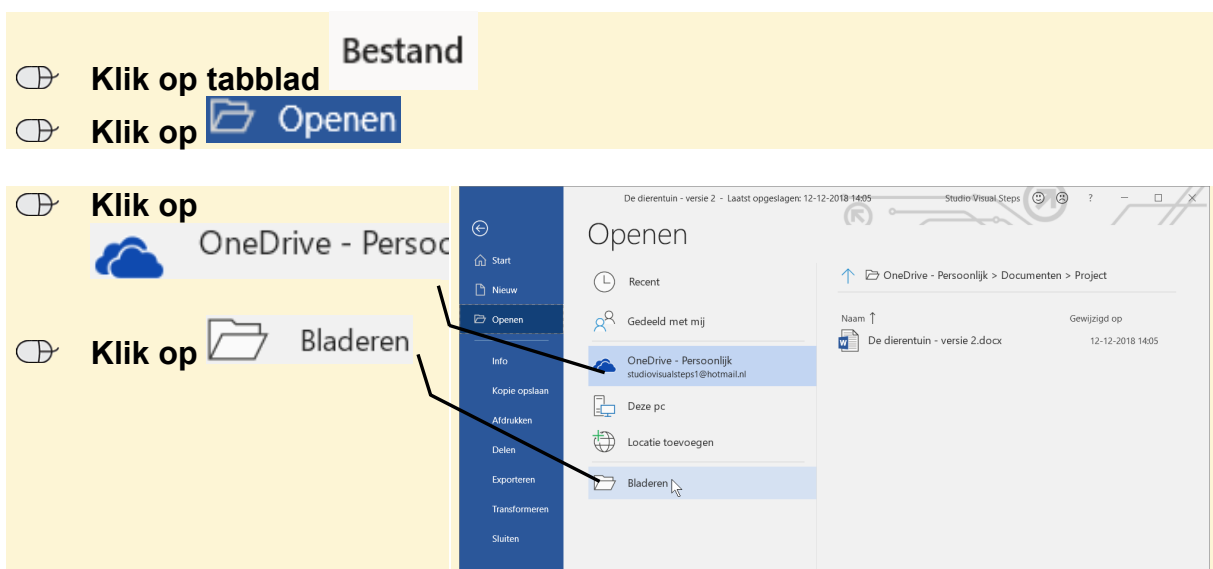 Klik op tabblad Bestand
Klik op Openen
Klik op
OneDrive - Persoo
Klik op Bladeren
De dierentuin - versie 2 - Laatst opgeslagen: 12-12-2018 14:05
Studio Visual Steps
?
Openen
Start
Nieuw
Openen
Info
Kopie opslaan
Afdrukken
Delen
Exporteren
Transformeren
Sluiten
Recent
Gedeeld met mij
OneDrive - Persoonlijk
studiovisualsteps1@hotmail.nl
Deze pc
Locatie toevoegen
Bladeren
OneDrive - Persoonlijk > Documenten > Project
Naam ↑ Gewijzigd op
De dierentuin - versie 2.docx 12-12-2018 14:05